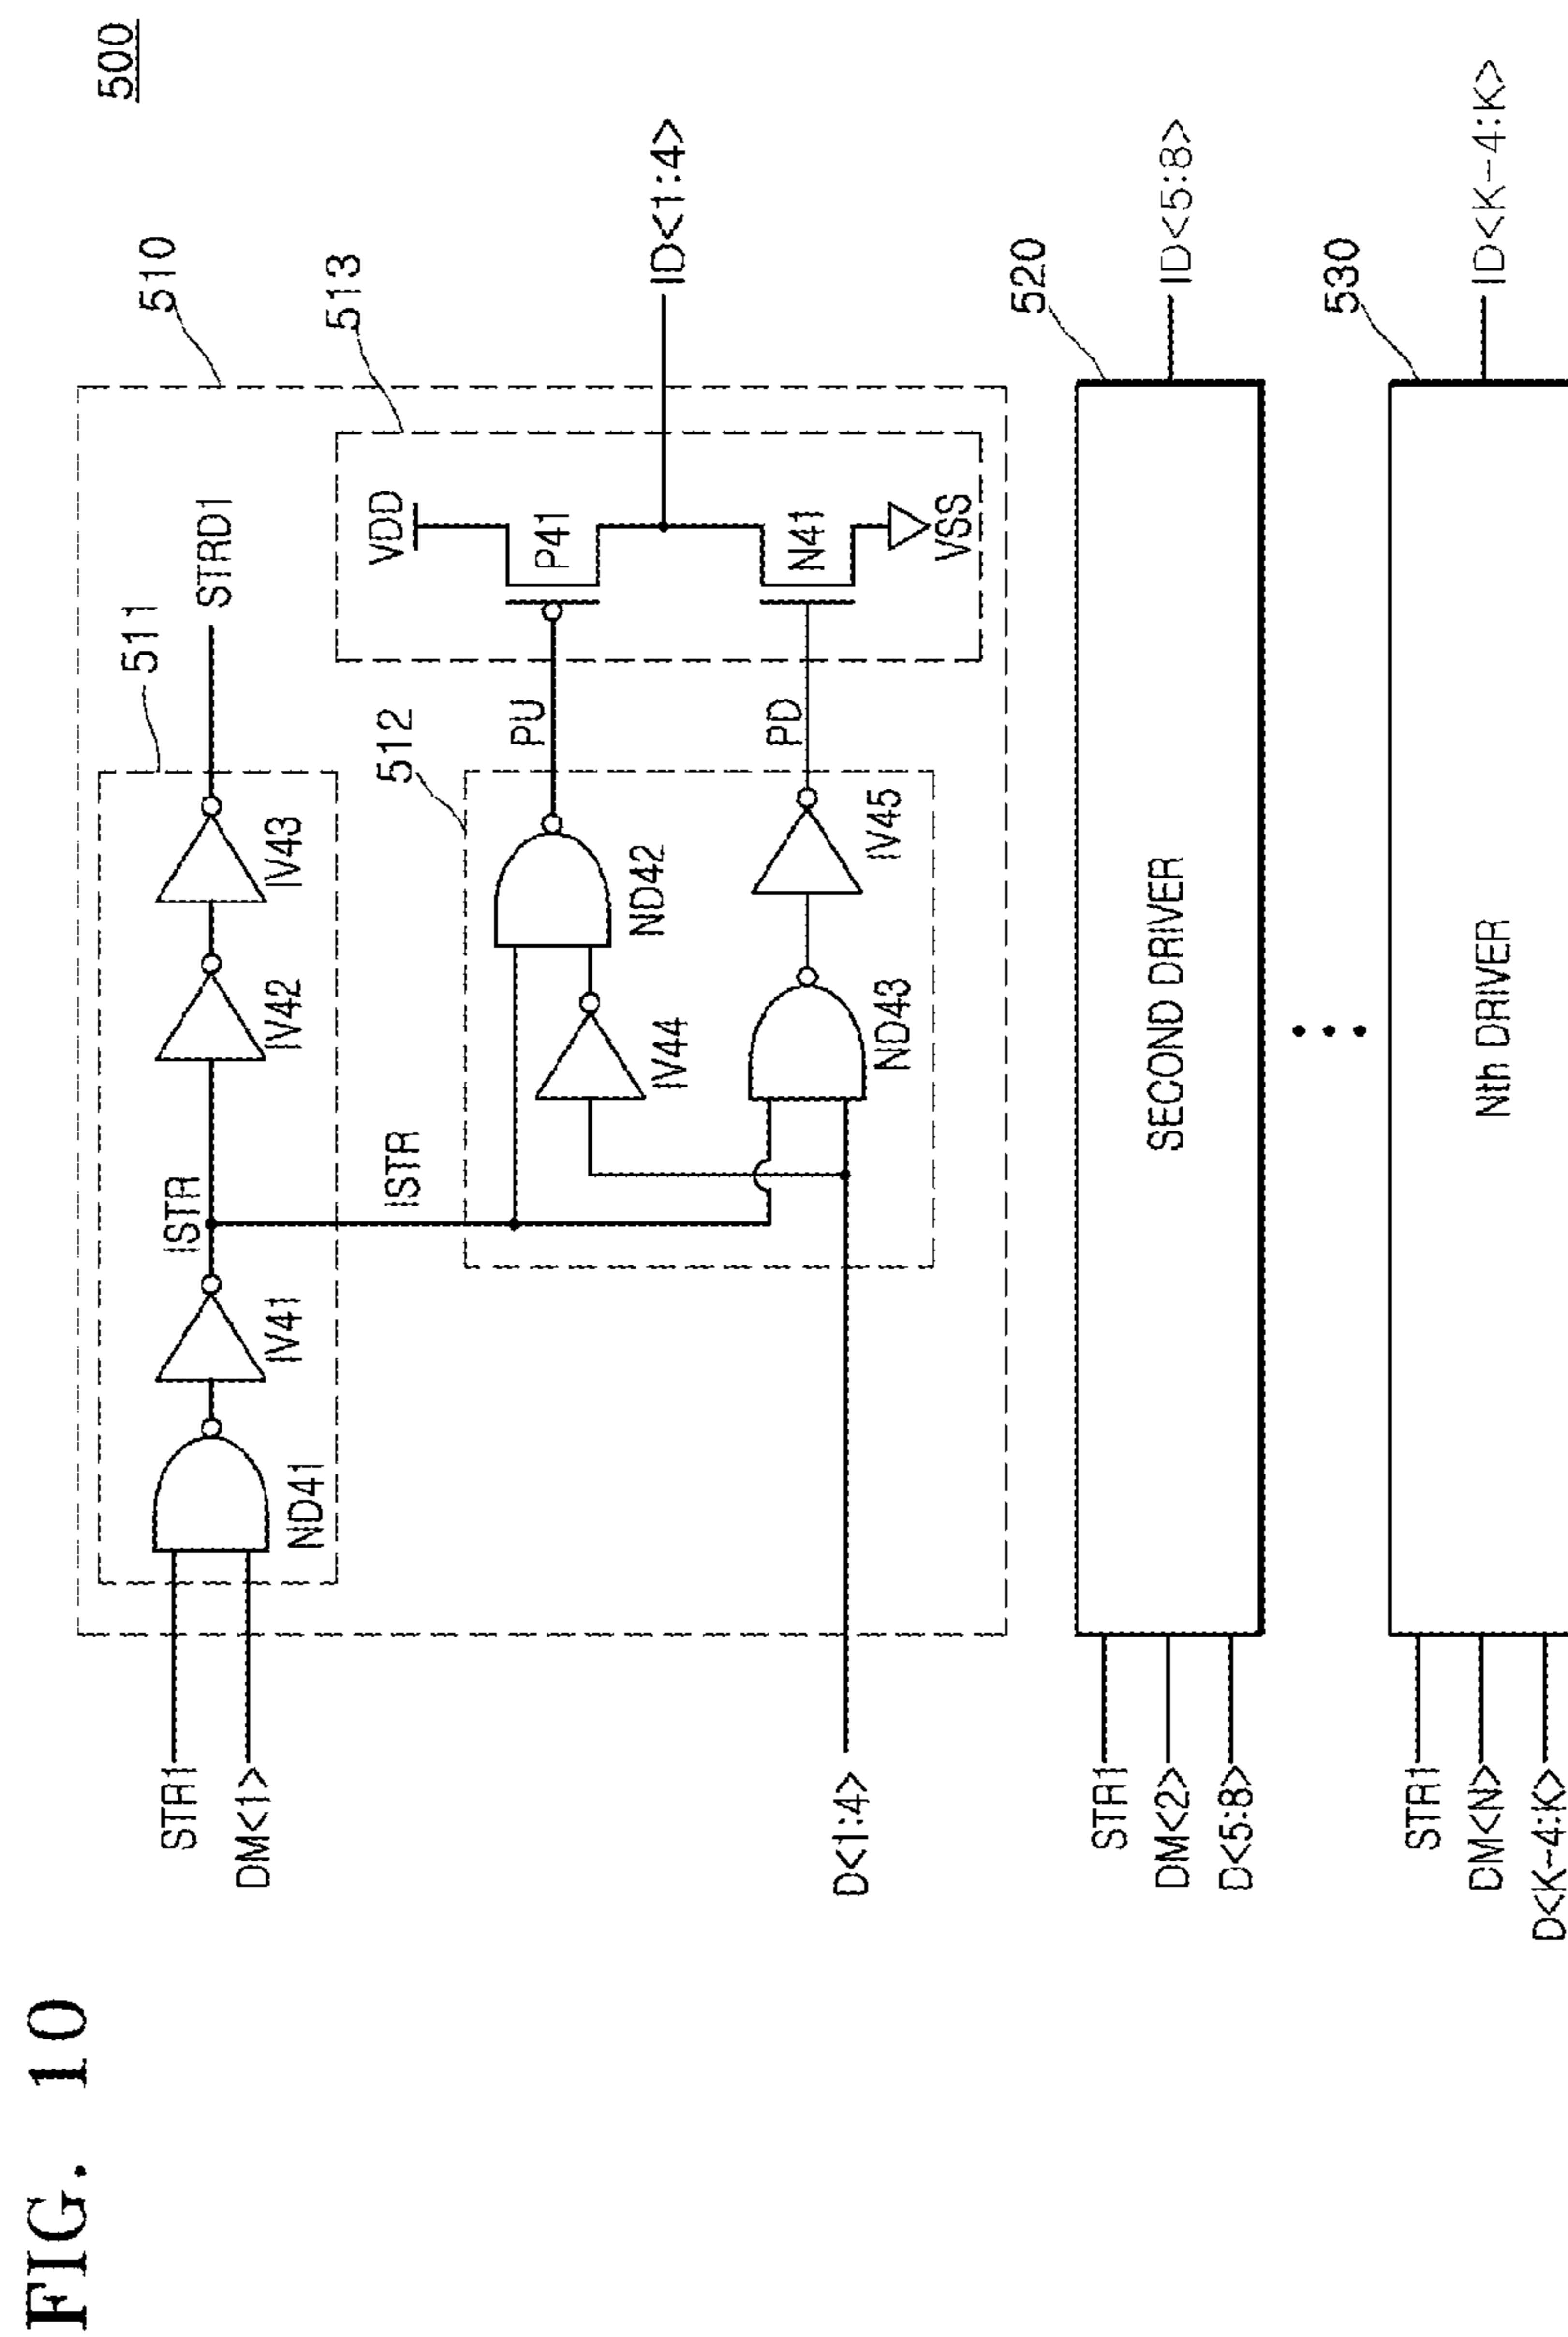 FIG. 10
500
510
511
STR1
DM<1>
ND41
IV41
ISTR
IV42
IV43
STRD1
ISTR
512
513
D<1:4>
IV44
ND42
PU
ND43
IV45
PD
VDD
P41
N41
VSS
ID<1:4>
520
STR1
DM<2>
D<5:8>
SECOND DRIVER
ID<5:8>
530
STR1
DM<N>
D<K-4:K>
Nth DRIVER
ID<K-4:K>